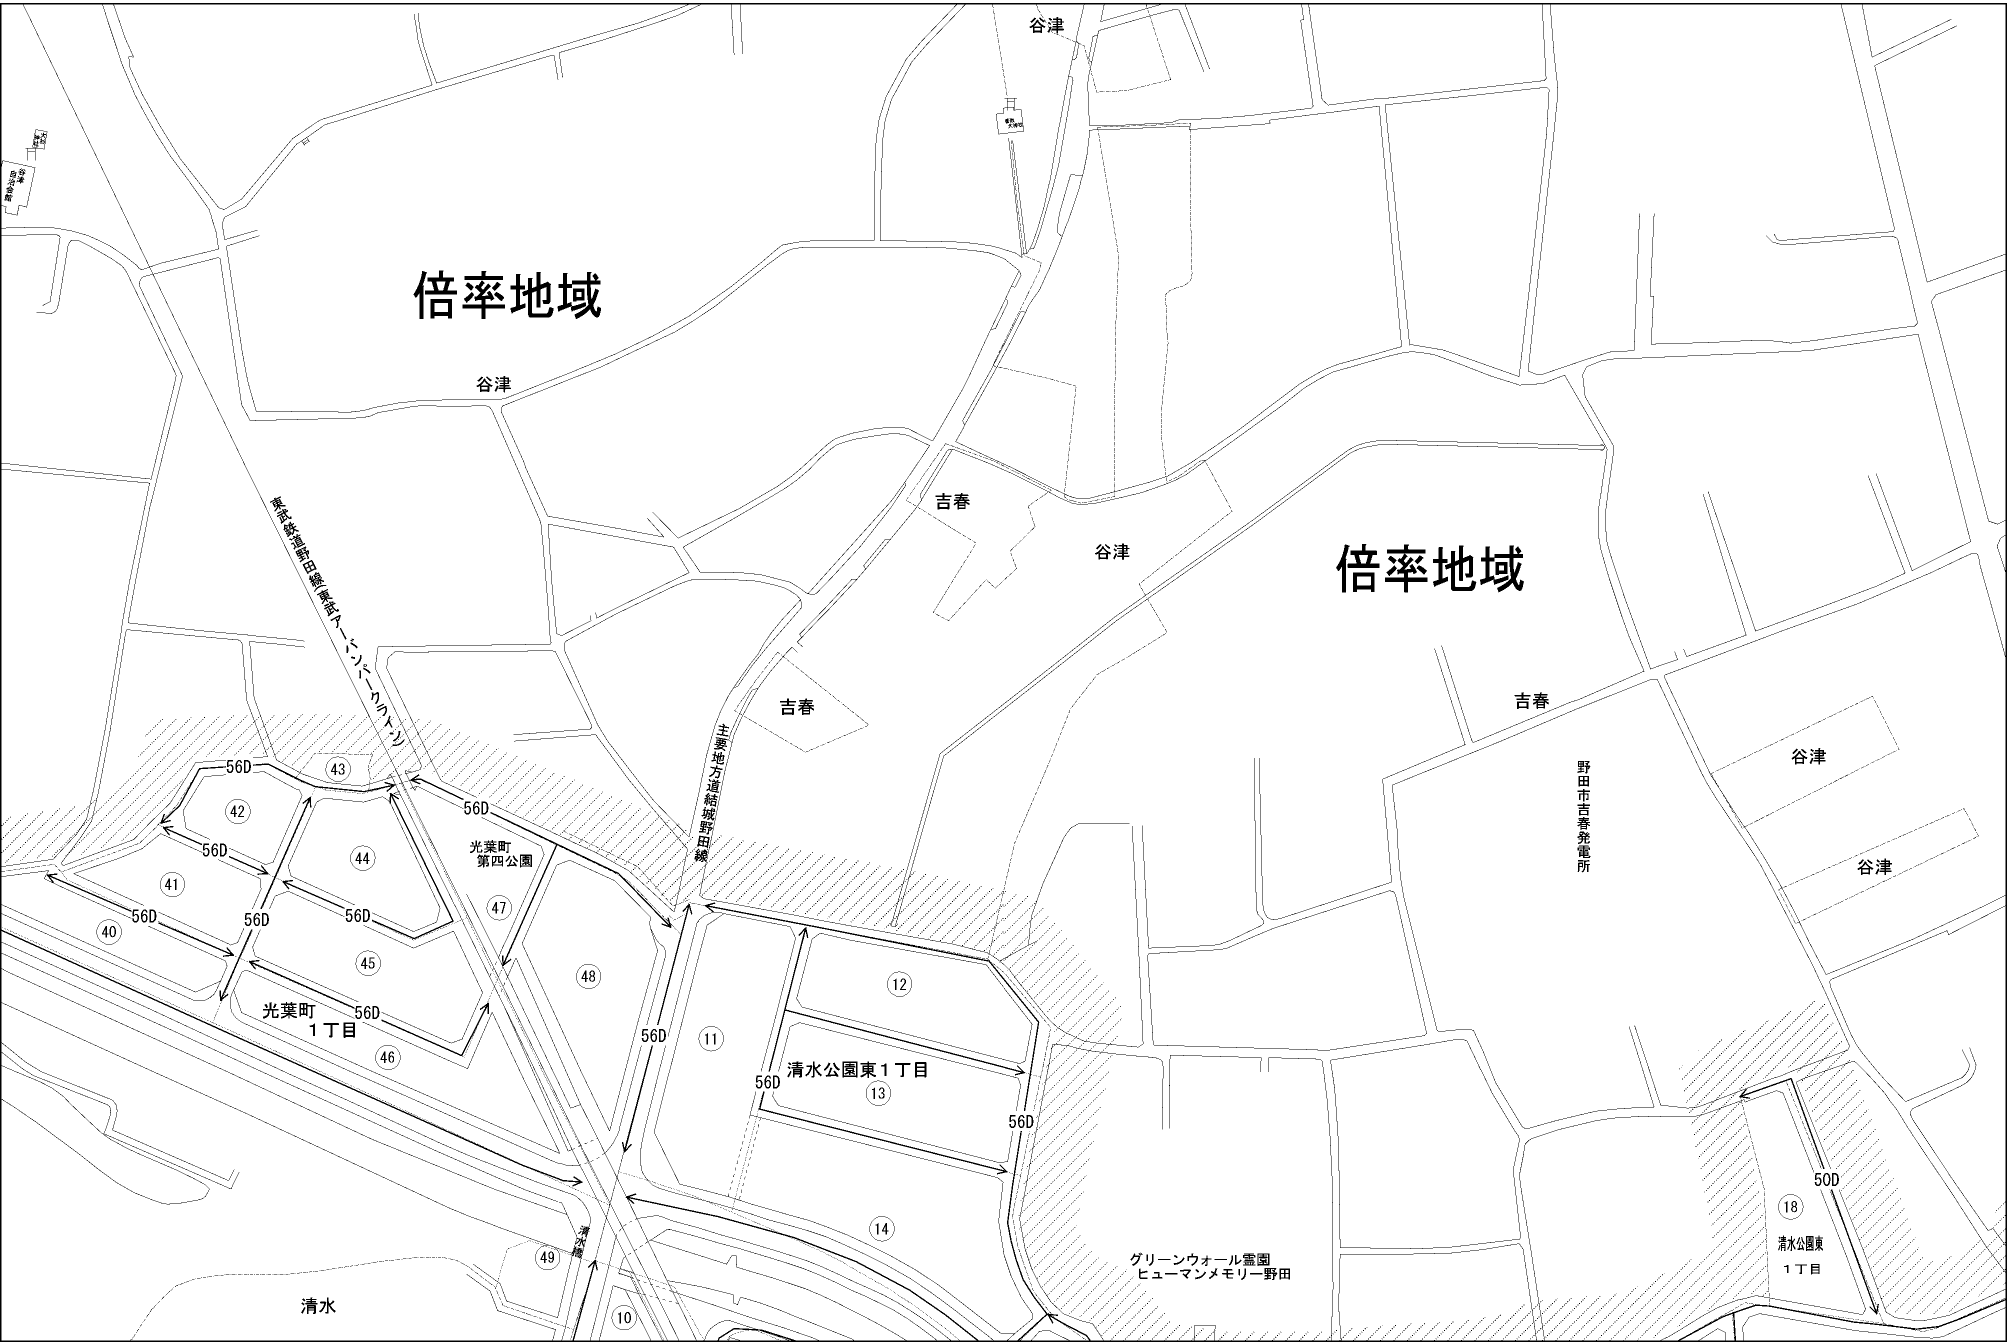 谷津
谷津
自治会館
倍率地域
谷津
吉春
谷津
倍率地域
東武鉄道野田線(東武アーバンパークライン)
吉春
吉春
主要地方道結城野田線
野田市吉春発電所
谷津
谷津
56D
43
42
56D
56D
44
光葉町
第四公園
41
56D
56D
56D
47
40
45
48
12
光葉町
1丁目
56D
46
56D
11
清水公園東1丁目
56D
13
56D
50D
18
清水公園東
1丁目
14
清水橋
49
グリーンウォール霊園
ヒューマンメモリー野田
清水
10